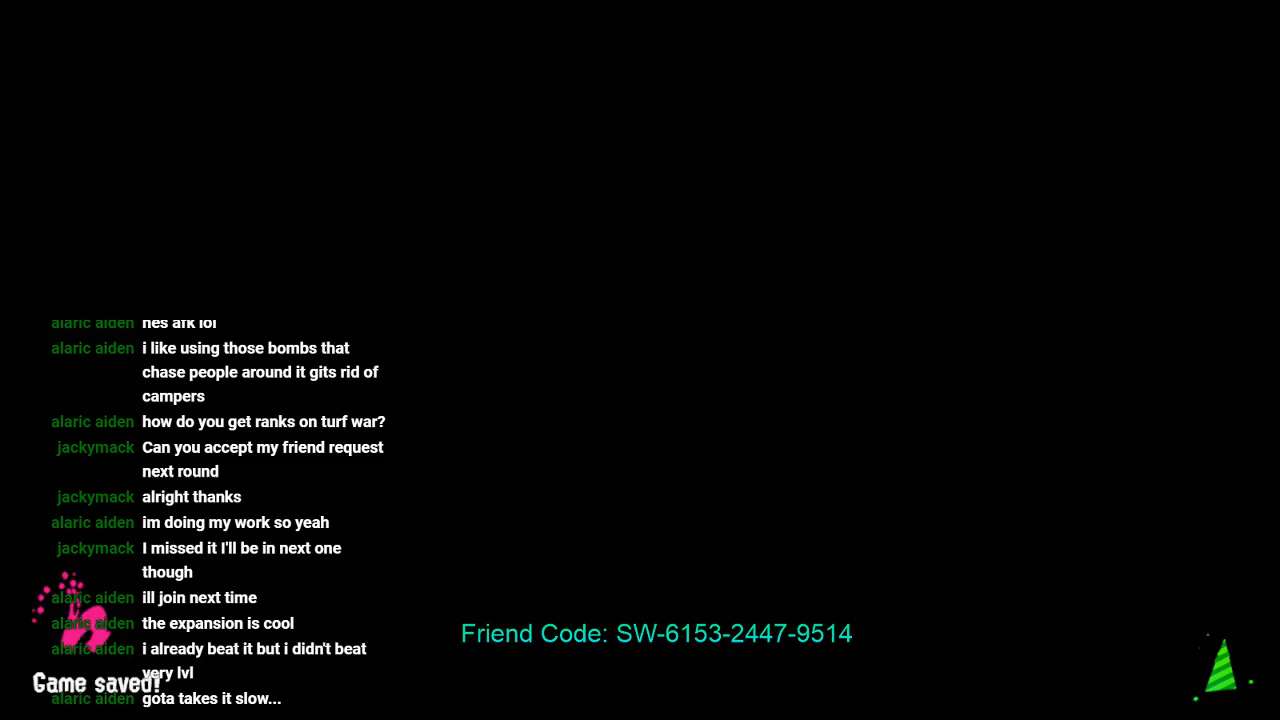 alaric aiden hes afk lol
alaric aiden i like using those bombs that
chase people around it gits rid of
campers
alaric aiden how do you get ranks on turf war?
jackymack Can you accept my friend request
next round
jackymack alright thanks
alaric aiden im doing my work so yeah
jackymack I missed it I'll be in next one
though
alaric aiden ill join next time
alaric aiden the expansion is cool
Friend Code: SW-6153-2447-9514
alaric aiden i already beat it but i didn't beat
very lvl
Game saved!
alaric aiden gota takes it slow...